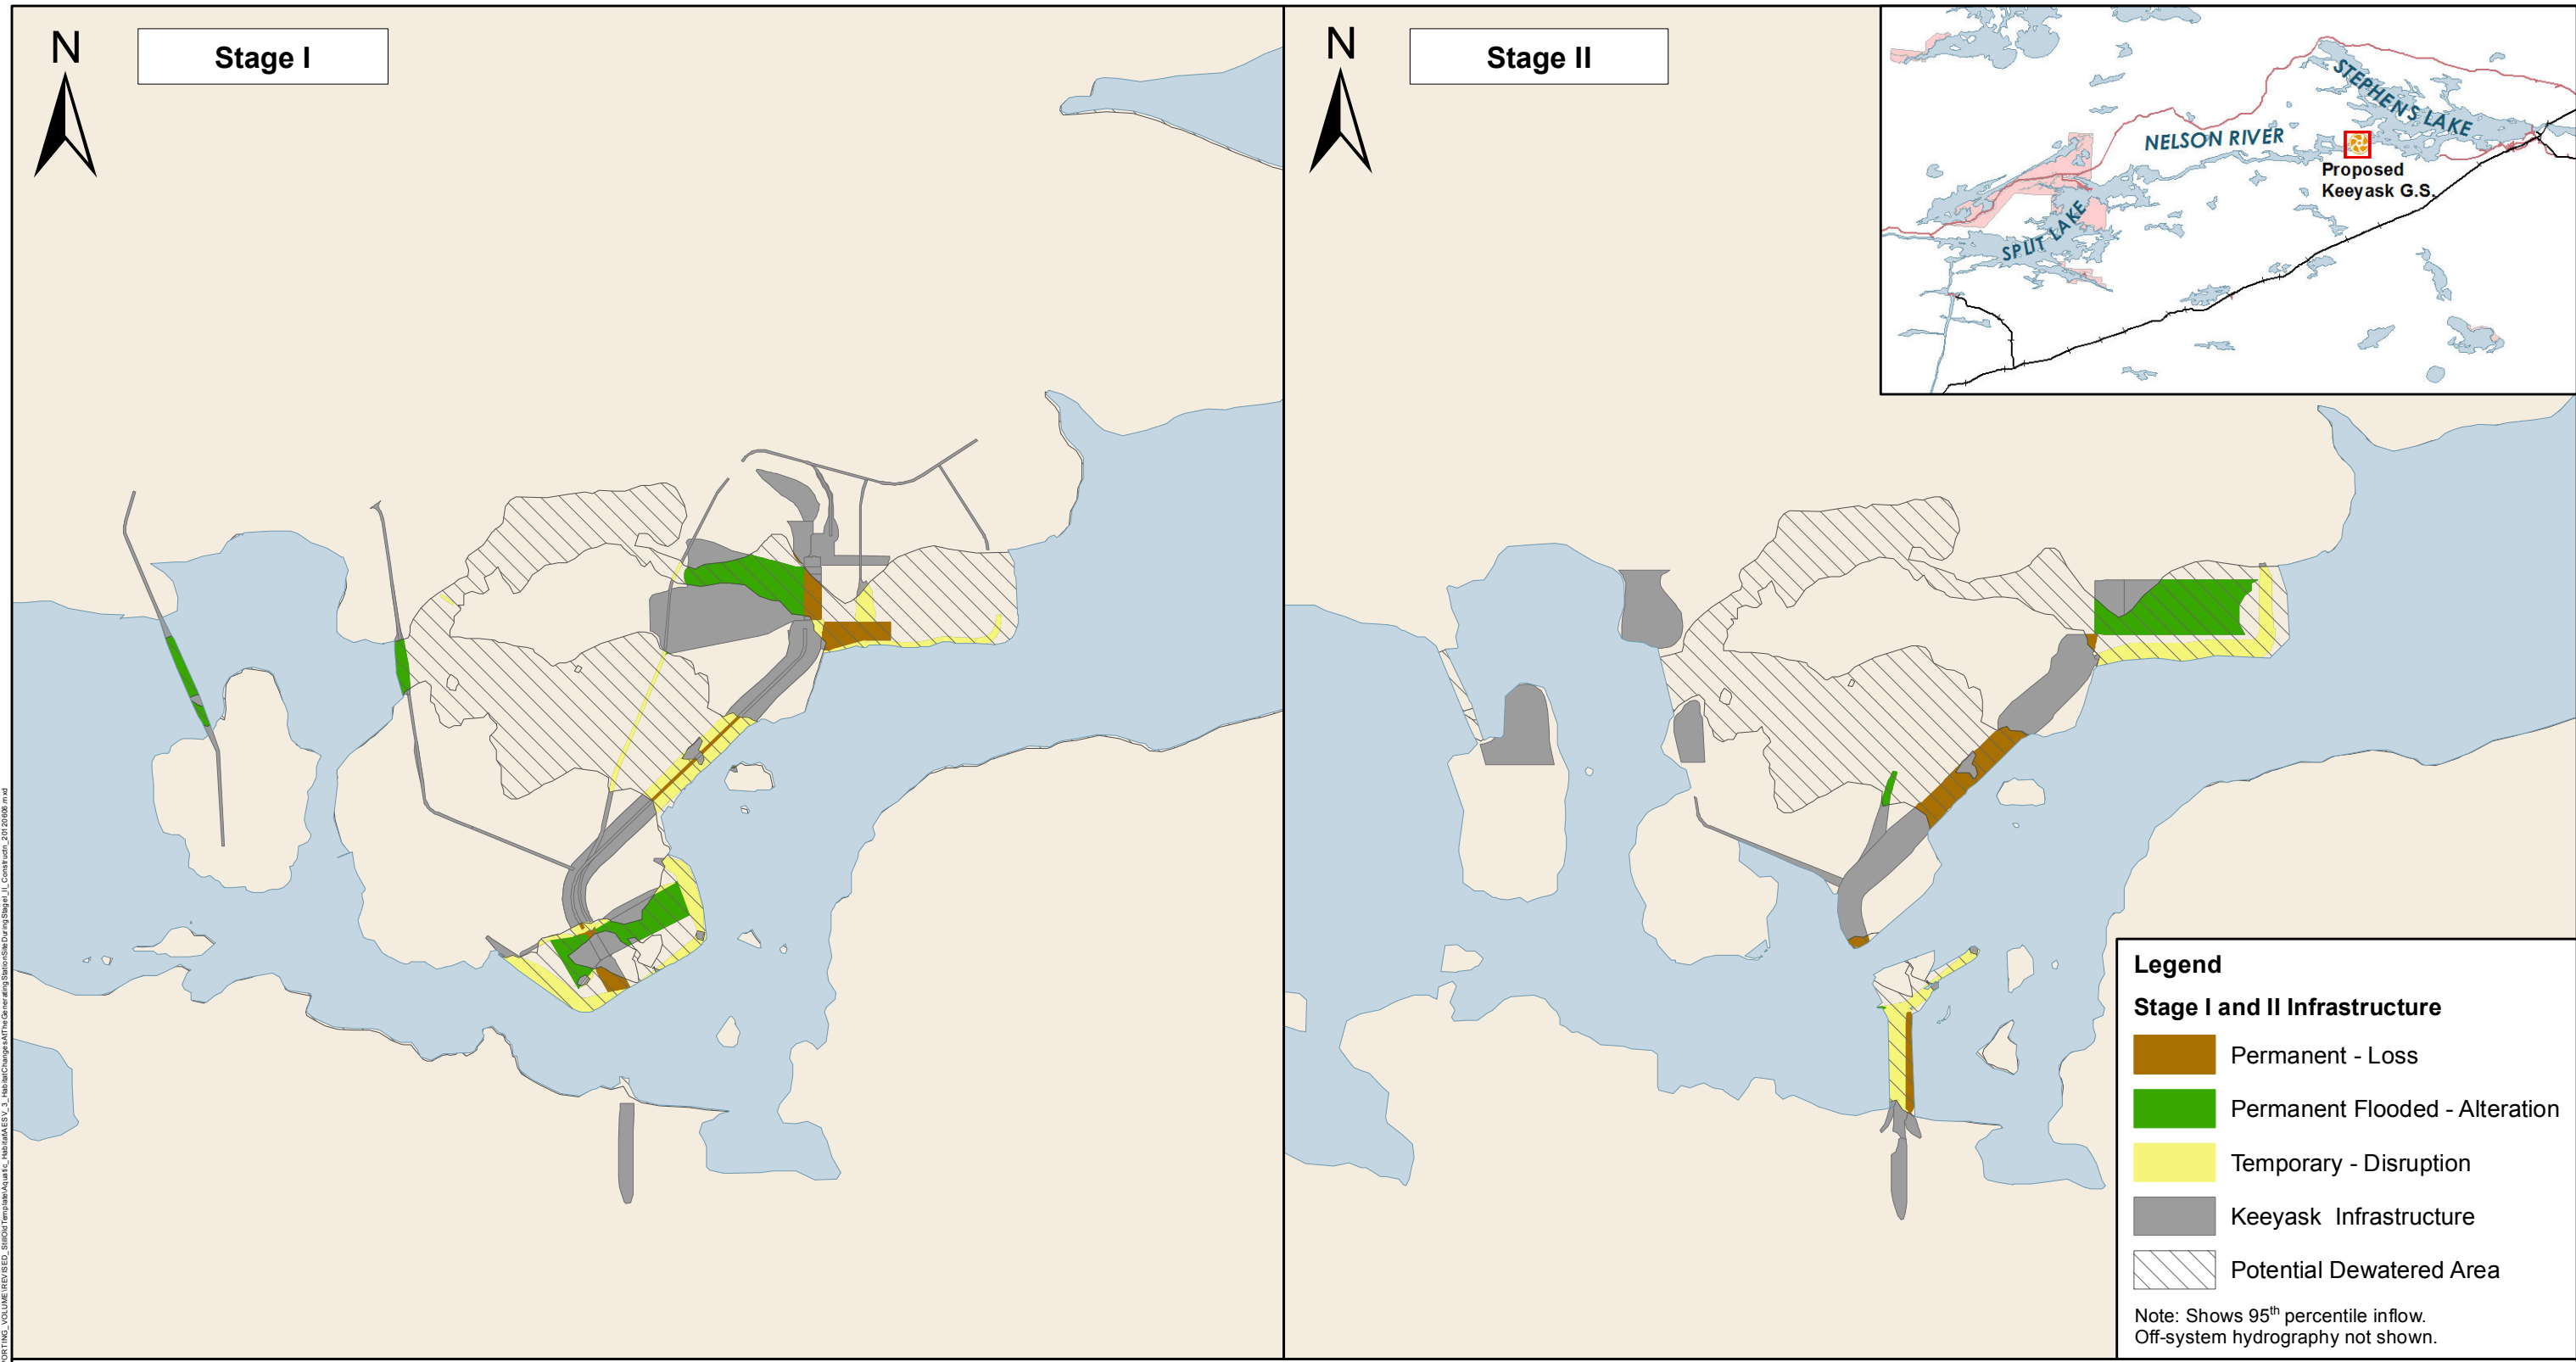 N
Stage I
N
Stage II
STEPHENS LAKE
NELSON RIVER
Proposed
Keeyask G.S.
SPLIT LAKE
Legend
Stage I and II Infrastructure
Permanent - Loss
Permanent Flooded - Alteration
Temporary - Disruption
Keeyask Infrastructure
Potential Dewatered Area
Note: Shows 95th percentile inflow.
Off-system hydrography not shown.